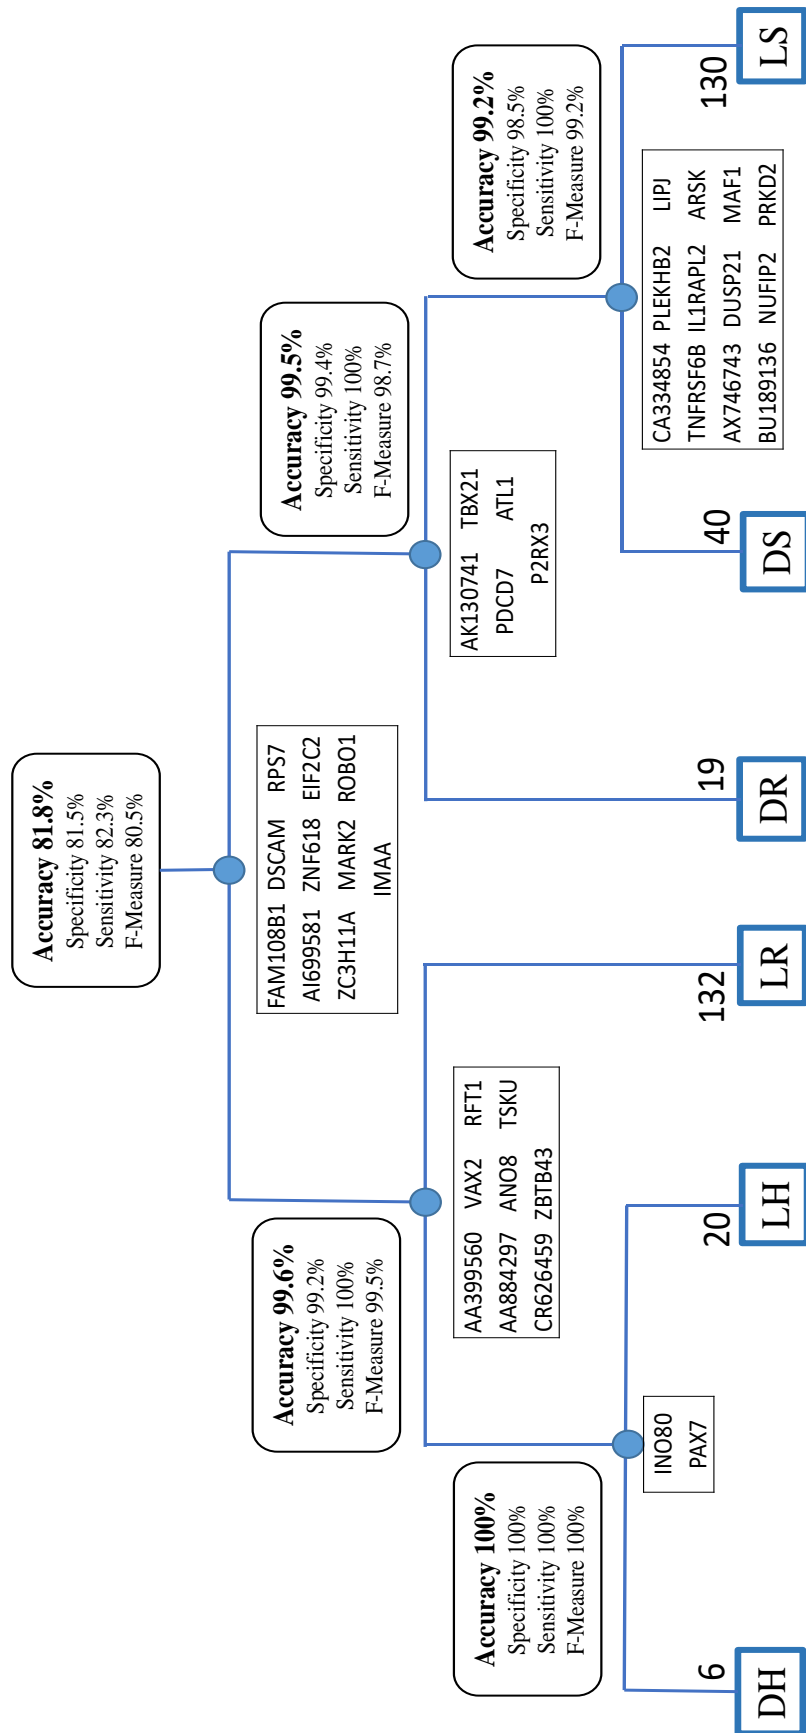 Accuracy 81.8%
Specificity 81.5%
Sensitivity 82.3%
F-Measure 80.5%
FAM108B1 DSCAM RPS7
AI699581 ZNF618 EIF2C2
ZC3H11A MARK2 ROBO1
IMAA
Accuracy 99.6%
Specificity 99.2%
Sensitivity 100%
F-Measure 99.5%
AA399560 VAX2 RFT1
AA884297 ANO8 TSKU
CR626459 ZBTB43
Accuracy 99.5%
Specificity 99.4%
Sensitivity 100%
F-Measure 98.7%
AK130741 TBX21
PDCD7 ATL1
P2RX3
Accuracy 100%
Specificity 100%
Sensitivity 100%
F-Measure 100%
INO80
PAX7
Accuracy 99.2%
Specificity 98.5%
Sensitivity 100%
F-Measure 99.2%
CA334854 PLEKHB2 LIPJ
TNFRSF6B IL1RAPL2 ARSK
AX746743 DUSP21 MAF1
BU189136 NUFIP2 PRKD2
6
DH
20
LH
132
LR
19
DR
40
DS
130
LS